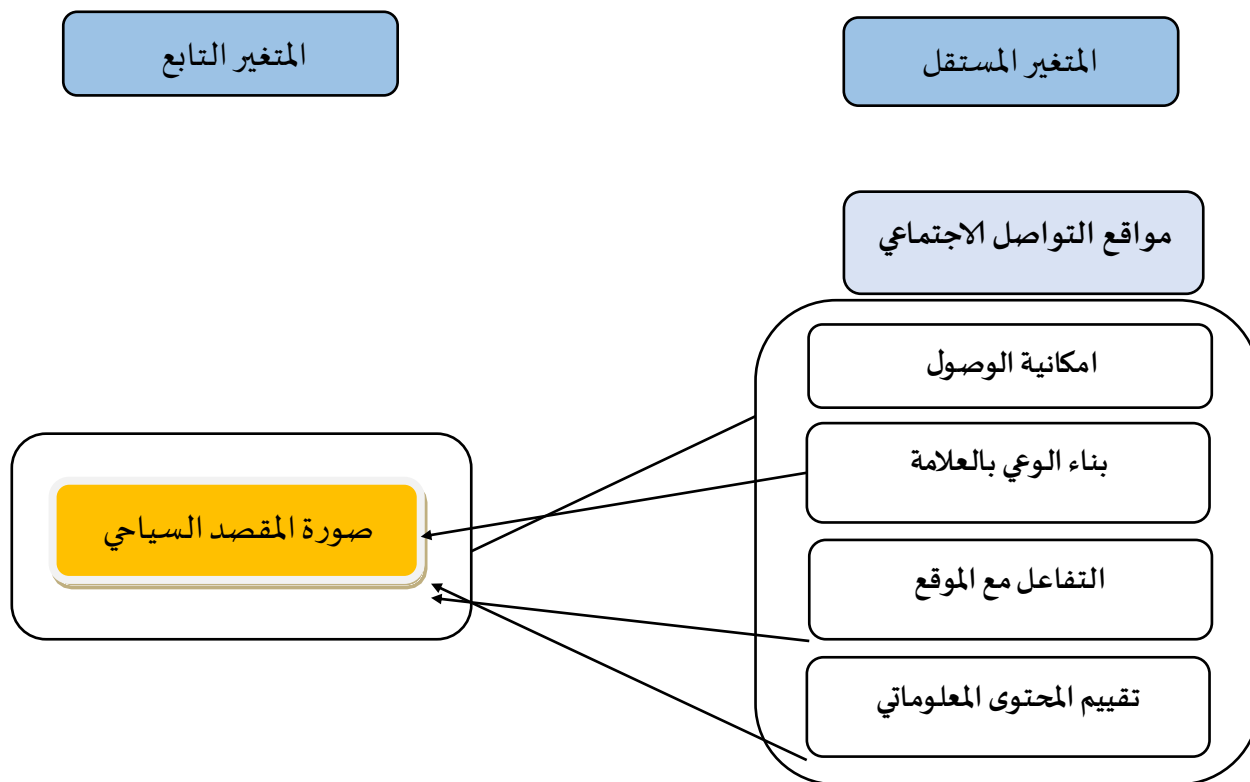 المتغير المستقل
المتغير التابع
مواقع التواصل الاجتماعي
امكانية الوصول
بناء الوعي بالعلامة
التفاعل مع الموقع
تقييم المحتوى المعلوماتي
صورة المقصد السياحي